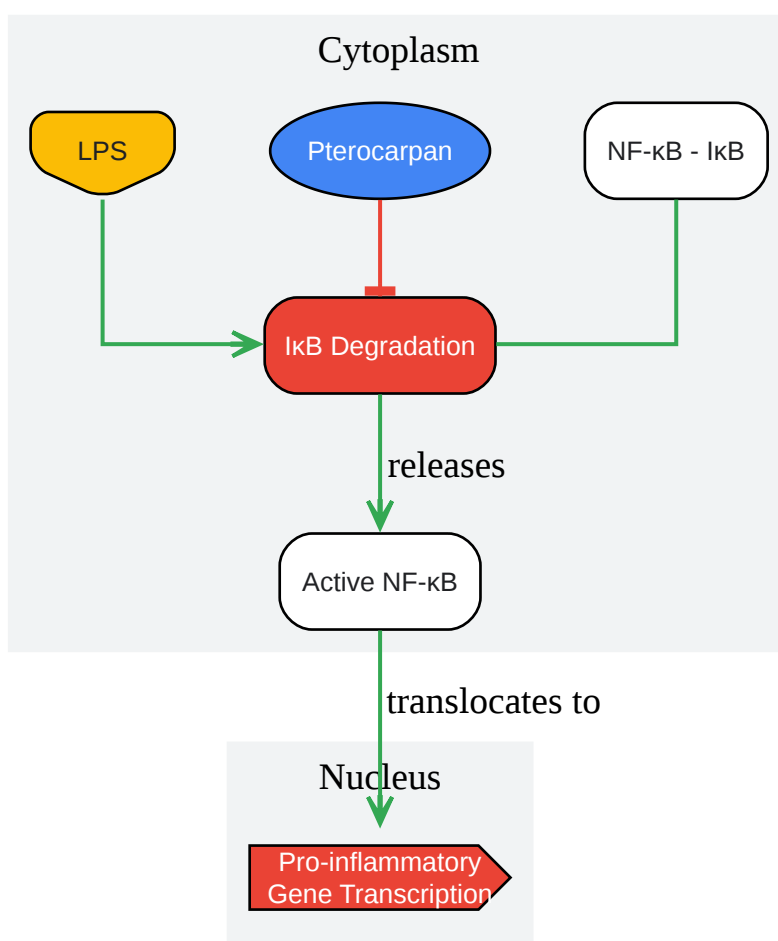 Cytoplasm
LPS
Pterocarpan
NF-κB - IκB
IκB Degradation
releases
Active NF-κB
translocates to
Nucleus
Pro-inflammatory
Gene Transcription